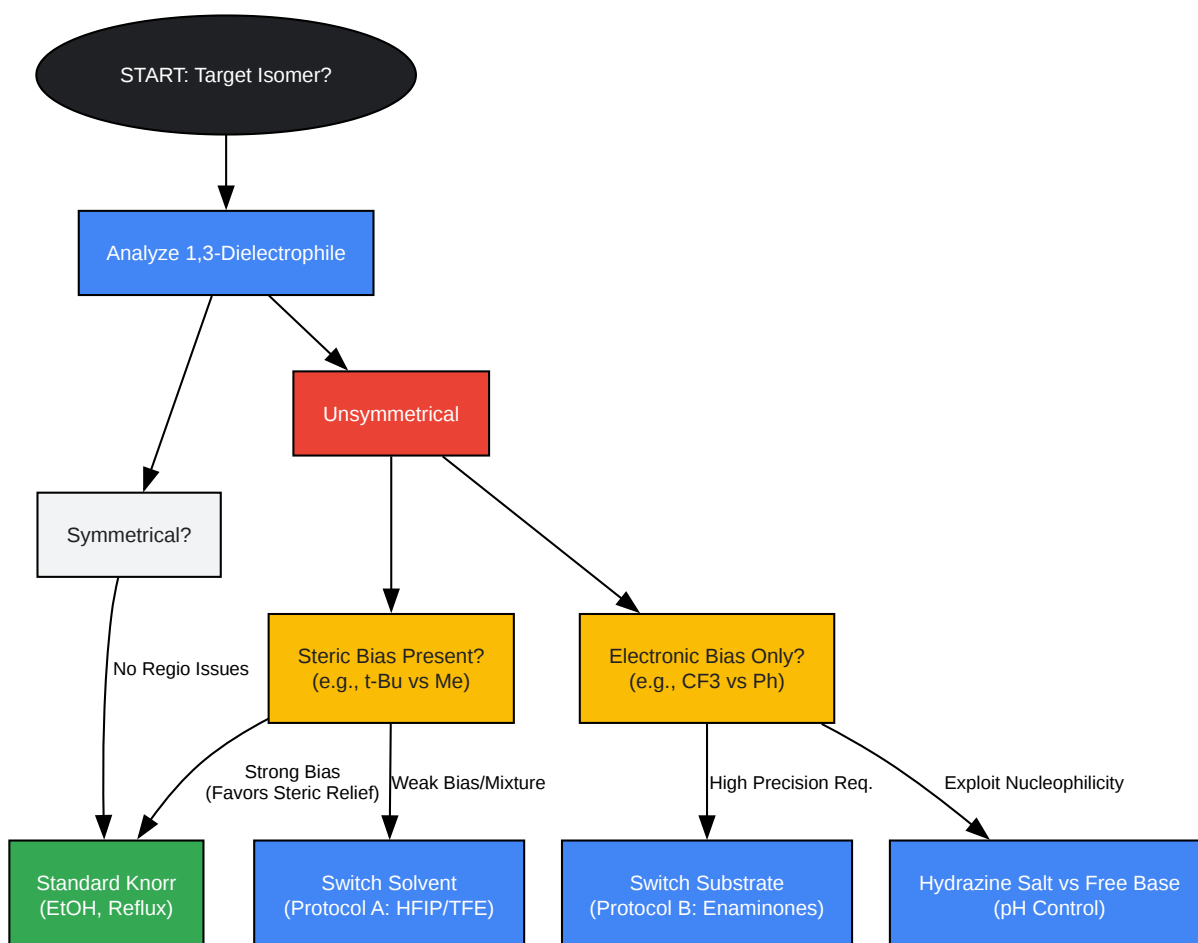 START: Target Isomer?
Analyze 1,3-Dielectrophile
Unsymmetrical
Symmetrical?
Steric Bias Present?
(e.g., t-Bu vs Me)
Electronic Bias Only?
(e.g., CF3 vs Ph)
No Regio Issues
Strong Bias
(Favors Steric Relief)
Weak Bias/Mixture
High Precision Req.
Exploit Nucleophilicity
Standard Knorr
(EtOH, Reflux)
Switch Solvent
(Protocol A: HFIP/TFE)
Switch Substrate
(Protocol B: Enaminones)
Hydrazine Salt vs Free Base
(pH Control)